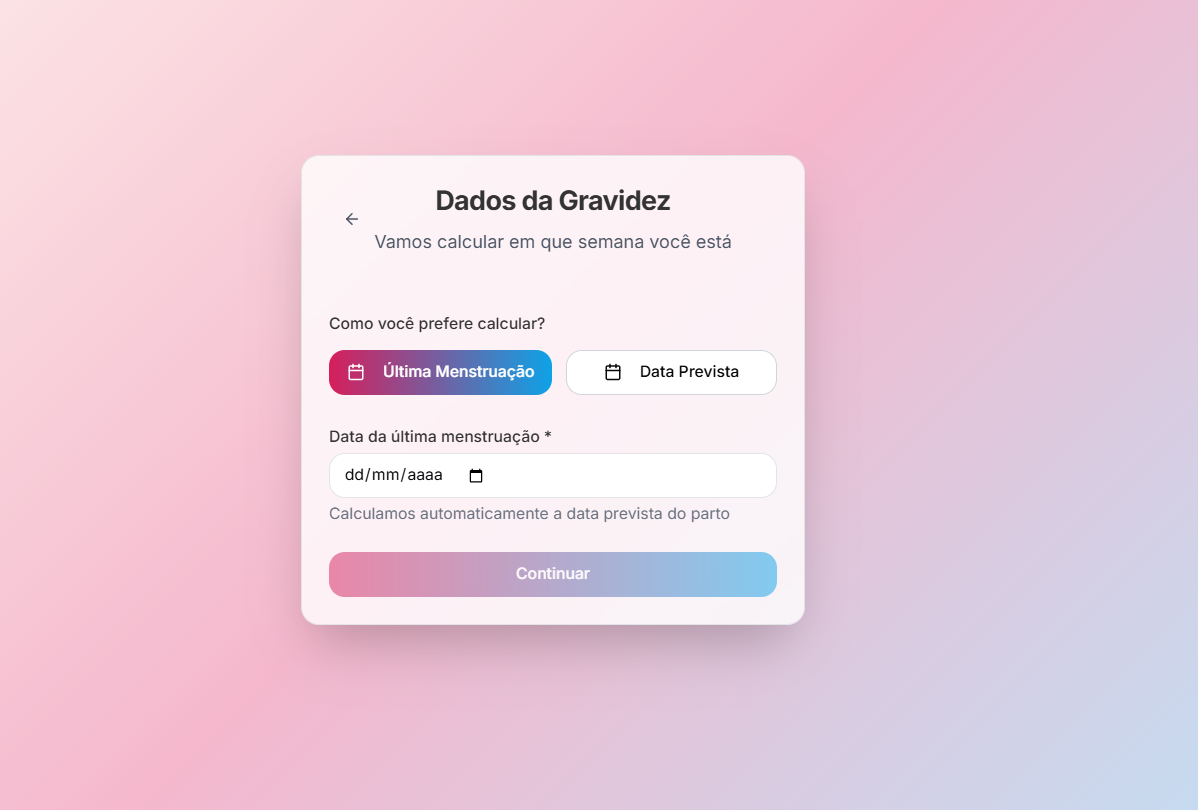 Dados da Gravidez
Vamos calcular em que semana você está
Como você prefere calcular?
Última Menstruação
Data Prevista
Data da última menstruação *
dd/mm/aaaa
Calculamos automaticamente a data prevista do parto
Continuar